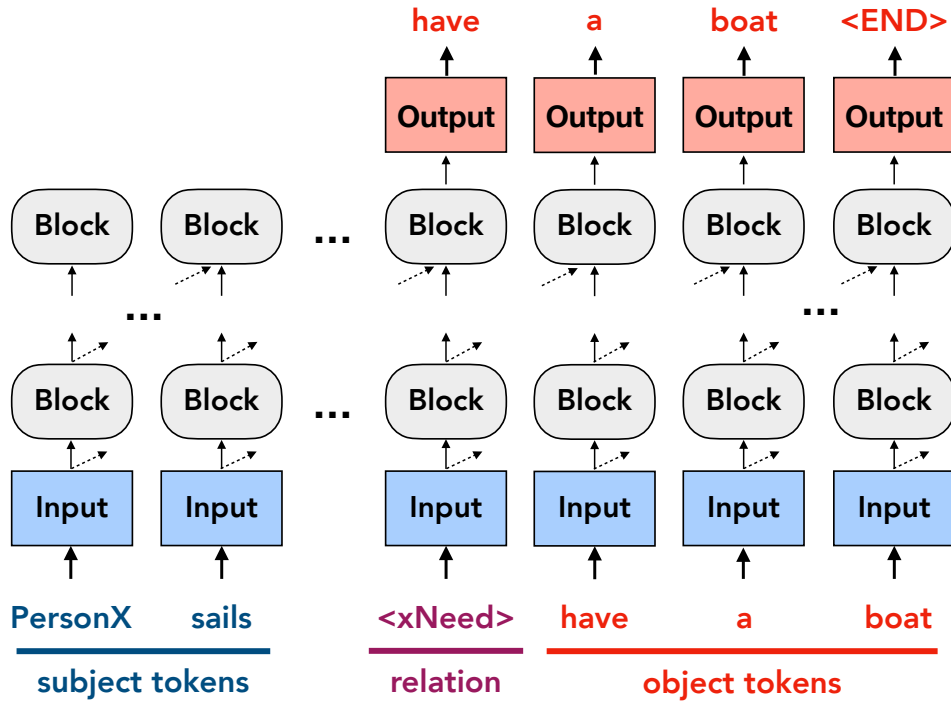 have a boat <END>
Output Output Output Output
Block Block ... Block Block Block Block
... ...
Block Block ... Block Block Block Block
Input Input Input Input Input Input
PersonX sails <xNeed> have a boat
subject tokens relation object tokens